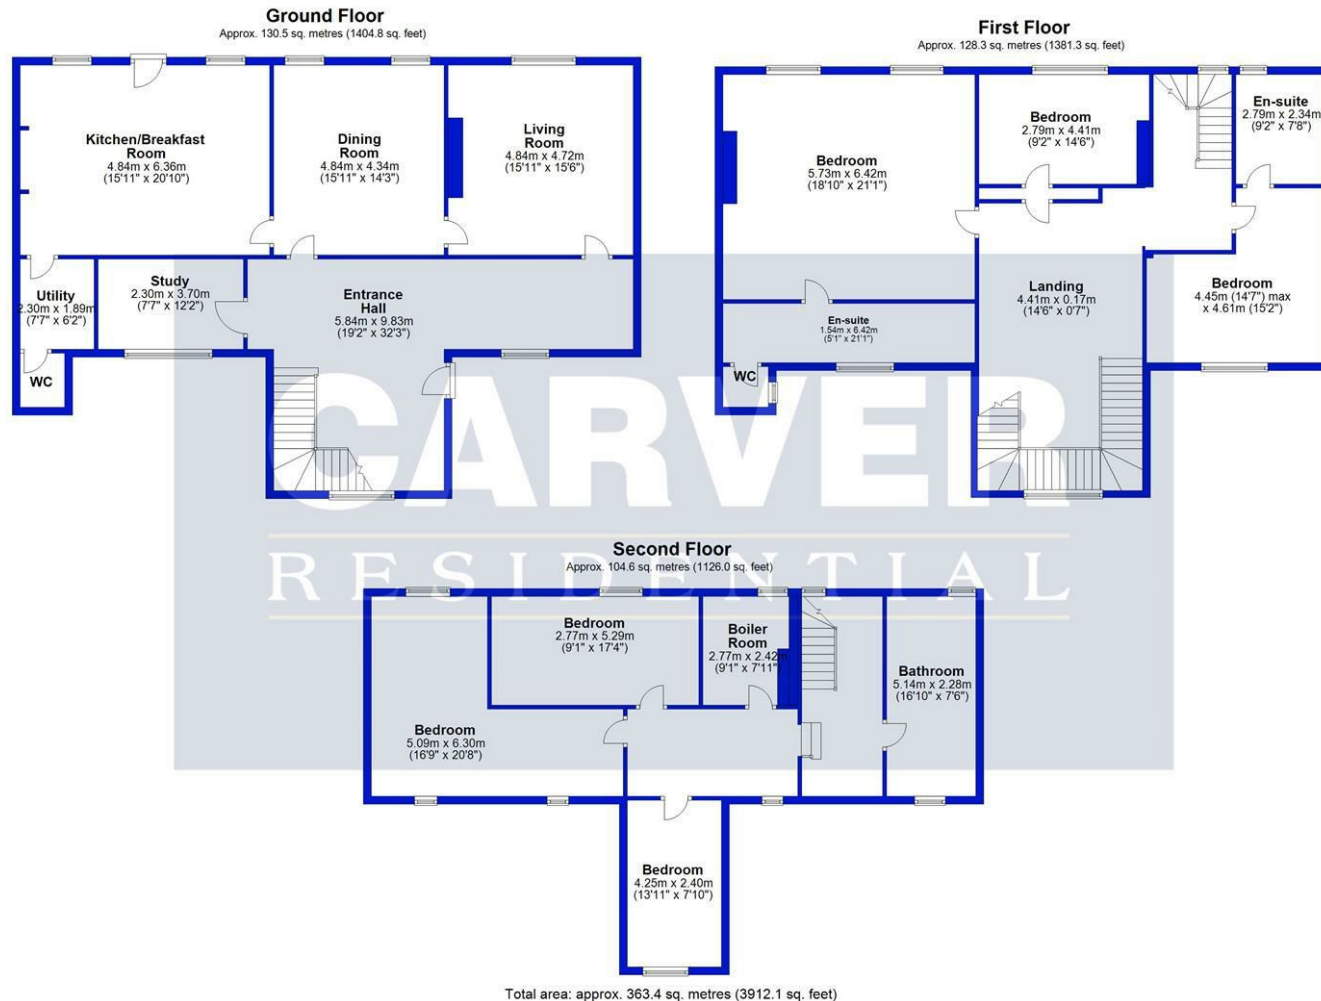 Ground Floor
Approx. 130.5 sq. metres (1404.8 sq. feet)
Kitchen/Breakfast
Room
4.84m x 6.36m
(15'11" x 20'10")
Dining
Room
4.84m x 4.34m
(15'11" x 14'3")
Living
Room
4.84m x 4.72m
(15'11" x 15'6")
Utility
2.30m x 1.89m
(7'7" x 6'2")
Study
2.30m x 3.70m
(7'7" x 12'2")
Entrance
Hall
5.84m x 9.83m
(19'2" x 32'3")
WC
First Floor
Approx. 128.3 sq. metres (1381.3 sq. feet)
Bedroom
5.73m x 6.42m
(18'10" x 21'1")
Bedroom
2.79m x 4.41m
(9'2" x 14'6")
En-suite
2.79m x 2.34m
(9'2" x 7'8")
Landing
4.41m x 0.17m
(14'6" x 0'7")
Bedroom
4.45m (14'7") max
x 4.61m (15'2")
En-suite
1.54m x 6.42m
(5'1" x 21'1")
WC
CARVER
RESIDENTIAL
Second Floor
Approx. 104.6 sq. metres (1126.0 sq. feet)
Bedroom
2.77m x 5.29m
(9'1" x 17'4")
Boiler
Room
2.77m x 2.42m
(9'1" x 7'11")
Bathroom
5.14m x 2.28m
(16'10" x 7'6")
Bedroom
5.09m x 6.30m
(16'9" x 20'8")
Bedroom
4.25m x 2.40m
(13'11" x 7'10")
Total area: approx. 363.4 sq. metres (3912.1 sq. feet)